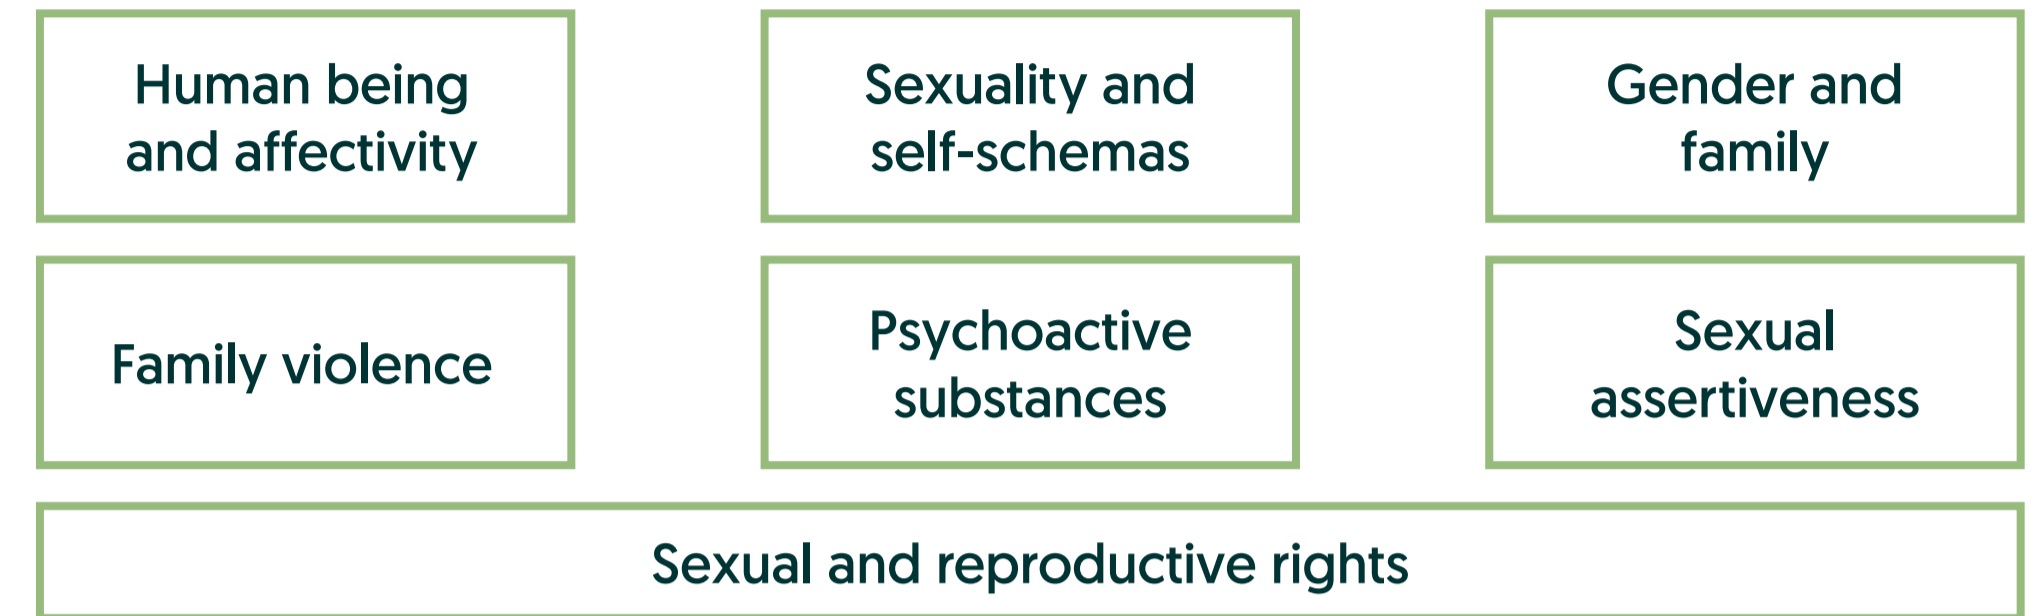 Human being
and affectivity
Sexuality and
self-schemas
Gender and
family
Family violence
Psychoactive
substances
Sexual
assertiveness
Sexual and reproductive rights